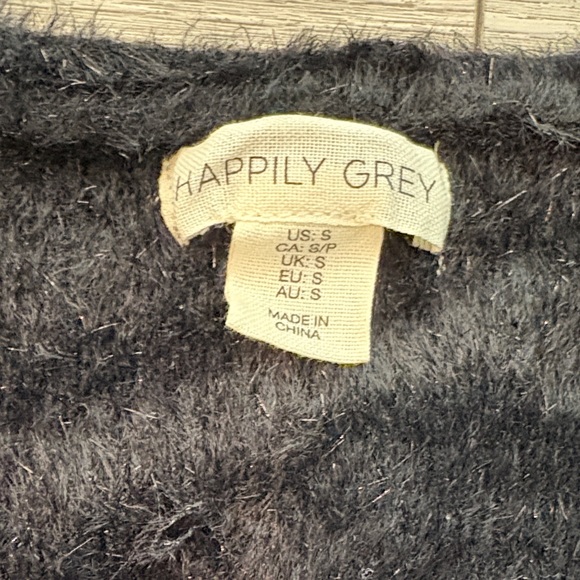 HAPPILY GREY
US: S
CA: S/P
UK: S
EU: S
AU: S
MADE IN
CHINA